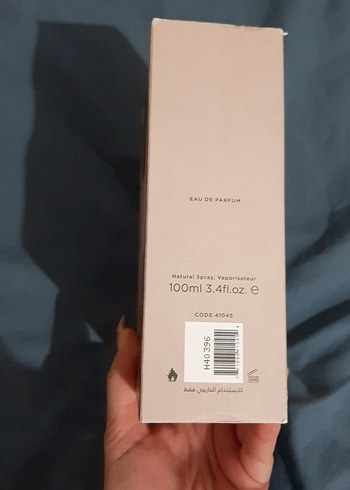 EAU DE PARFUM
Natural Spray, Vaporisateur
100ml 3.4fl.oz. e
CODE 41045
H40396
للاستخدام الخارجي فقط